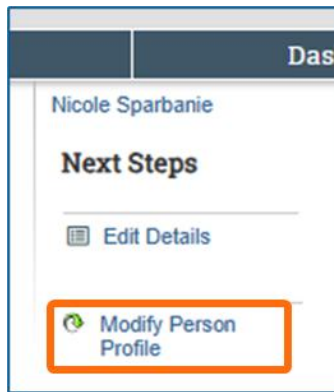 Das
Nicole Sparbanie
Next Steps
Edit Details
Modify Person
Profile